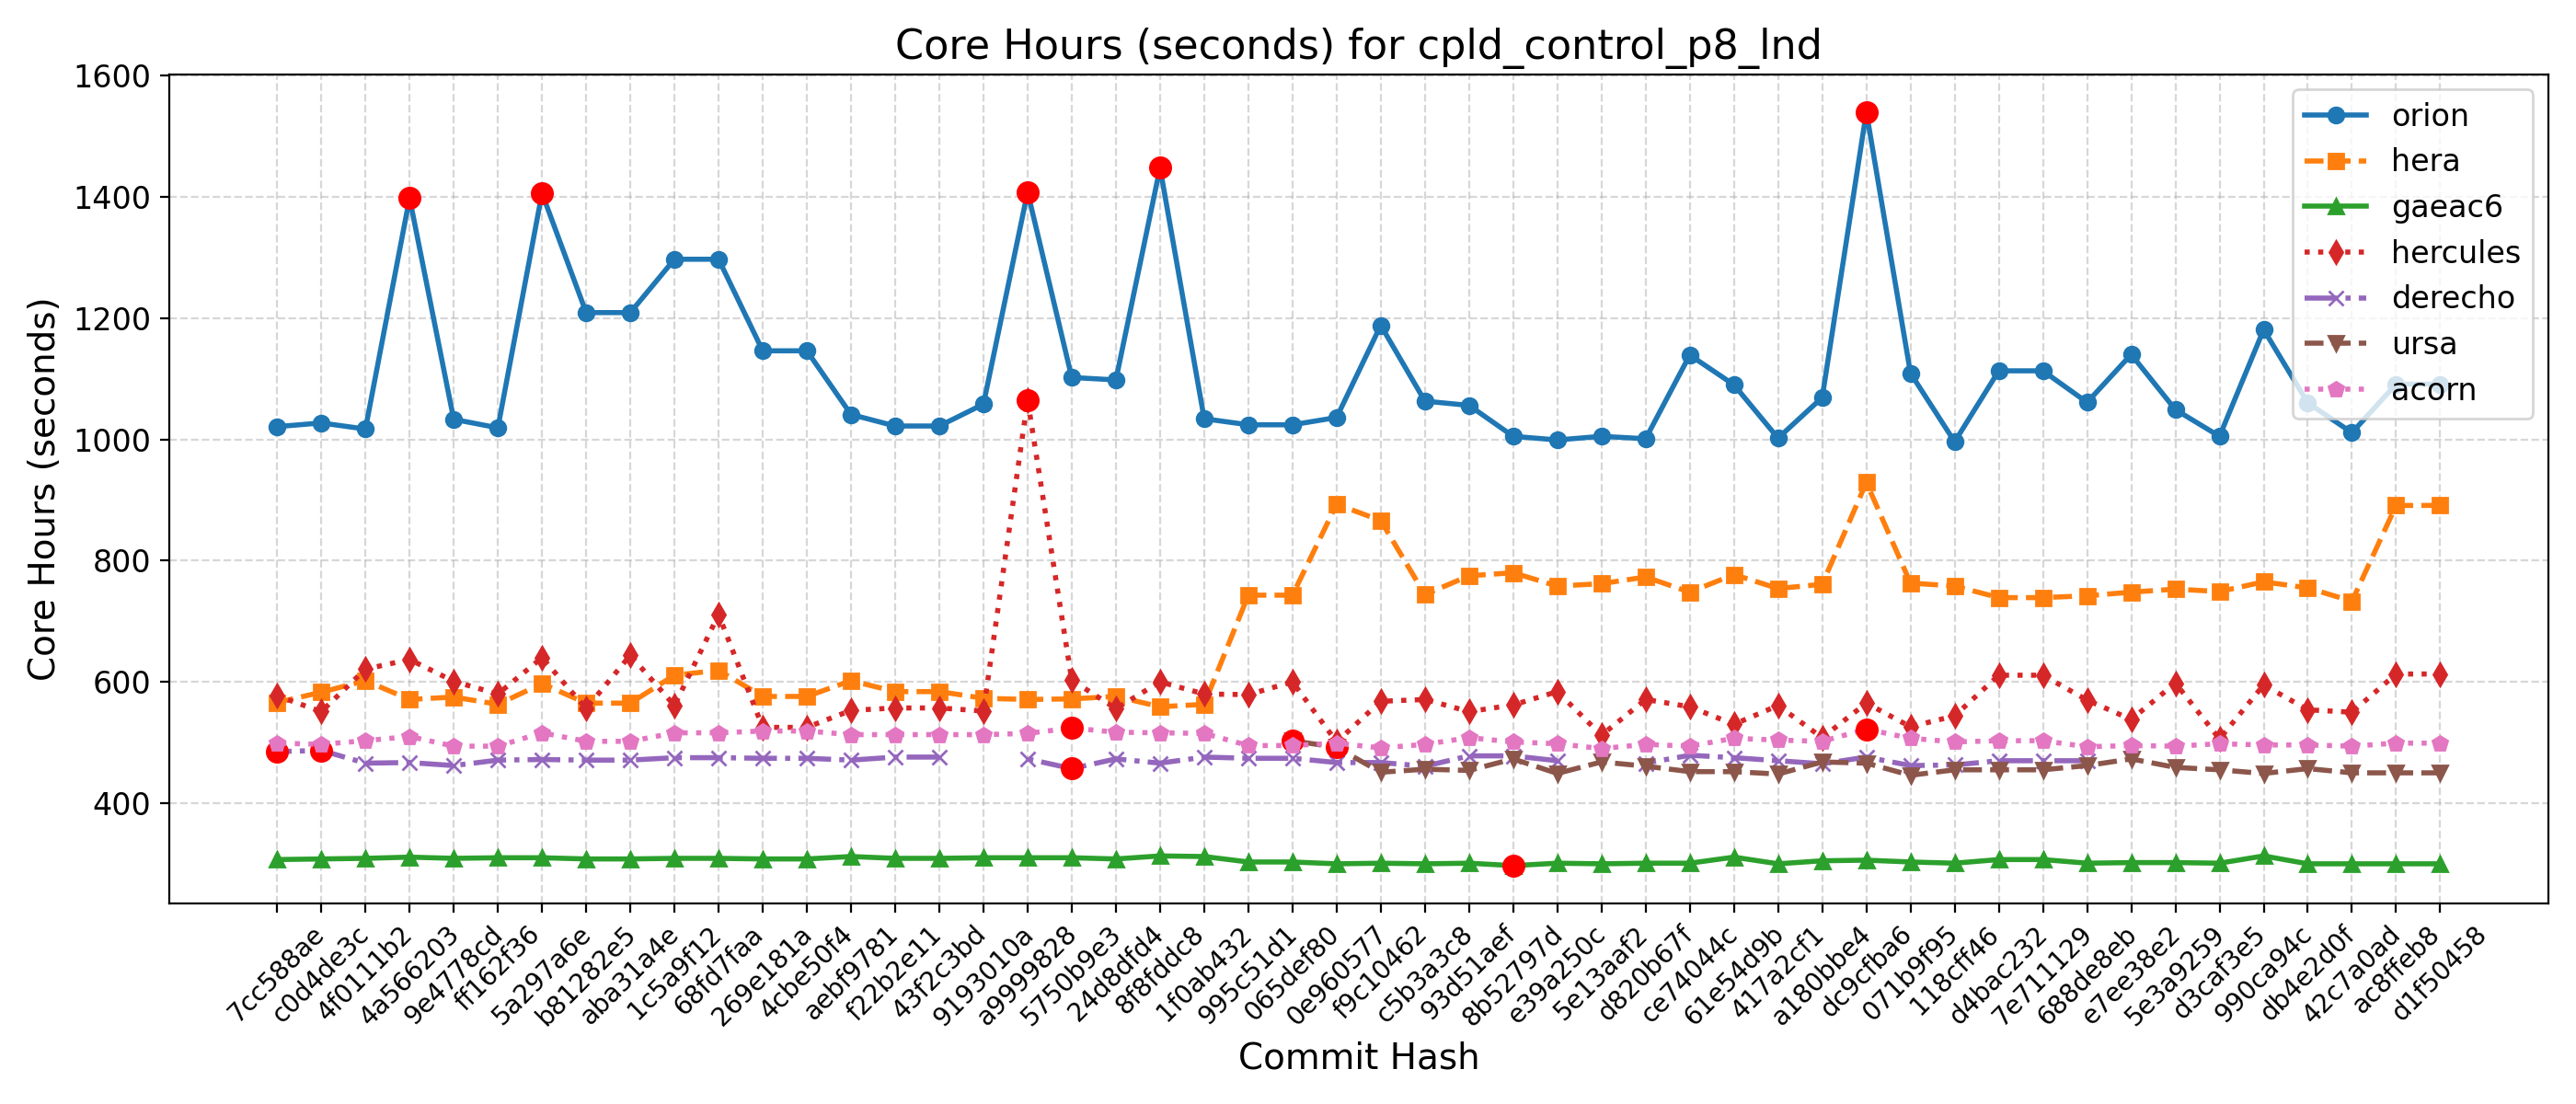 Core Hours (seconds) for cpld_control_p8_lnd
Core Hours (seconds)
1600
1400
1200
1000
800
600
400
orion
hera
gaeac6
hercules
derecho
ursa
acorn
7cc588ae
c0d4de3c
4f0111b2
4a566203
9e4778cd
ff162f36
5a297a6e
b81282e5
aba31a4e
1c5a9f12
68fd7faa
269e181a
4cbe50f4
aebf9781
f22b2e11
43f2c3bd
9193010a
a9999828
5750b9e3
24d8dfd4
8f8fddc8
1f0ab432
995c51d1
065def80
0e960577
f9c10462
c5b3a3c8
93d51aef
8b52797d
e39a250c
5e13aaf2
d820b67f
ce74044c
61e54d9b
417a2cf1
a180bbe4
dc9cfba6
071b9f95
118cff46
d4bac232
7e711129
688de8eb
e7ee38e2
5e3a9259
d3caf3e5
990ca94c
db4e2d0f
42c7a0ad
ac8ffeb8
d1f50458
Commit Hash